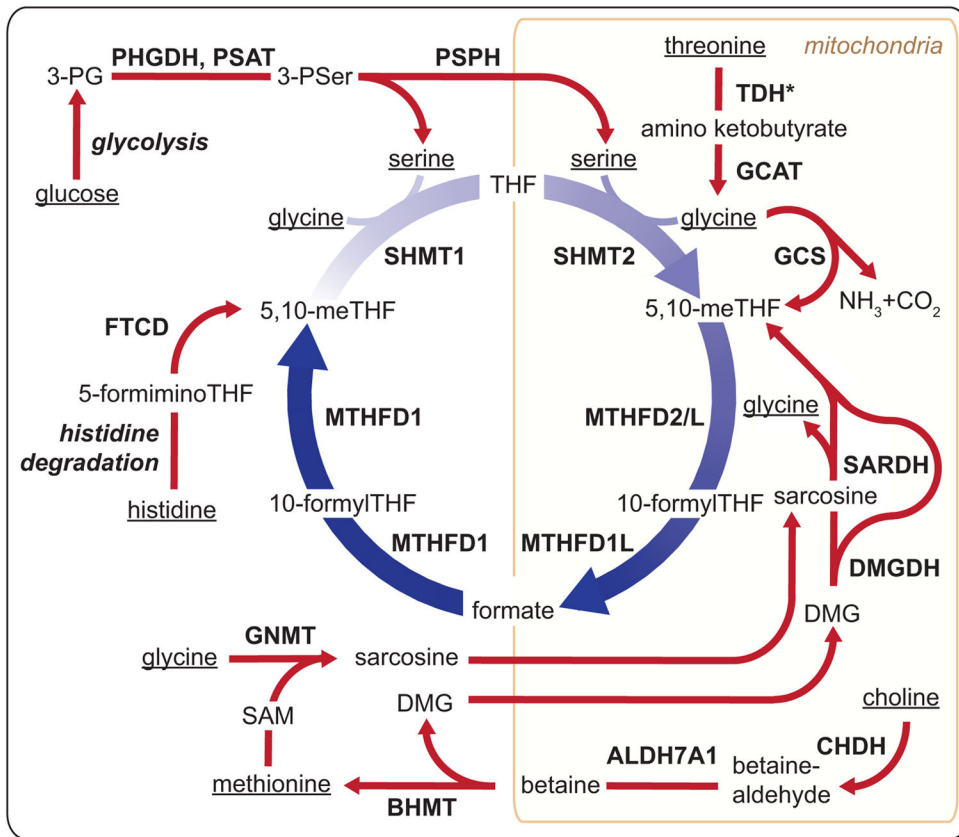 threonine
mitochondria
PHGDH, PSAT
PSPH
3-PG
3-PSer
TDH*
amino ketobutyrate
glycolysis
serine
serine
GCAT
glucose
THF
glycine
glycine
SHMT1
SHMT2
GCS
NH₃+CO₂
5,10-meTHF
5,10-meTHF
FTCD
5-formiminoTHF
glycine
MTHFD1
MTHFD2/L
histidine
degradation
SARDH
histidine
10-formylTHF
10-formylTHF
sarcosine
MTHFD1
MTHFD1L
DMGDH
formate
DMG
GNMT
glycine
sarcosine
SAM
DMG
choline
ALDH7A1
CHDH
methionine
betaine
betaine-
aldehyde
BHMT